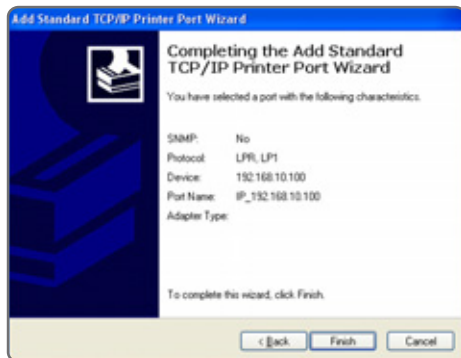 Add Standard TCP/IP Printer Port Wizard
Completing the Add Standard
TCP/IP Printer Port Wizard
You have selected a port with the following characteristics.
SNMP: No
Protocol: LPR, LP1
Device: 192.168.10.100
Port Name: IP_192.168.10.100
Adapter Type:
To complete this wizard, click Finish.
< Back Finish Cancel